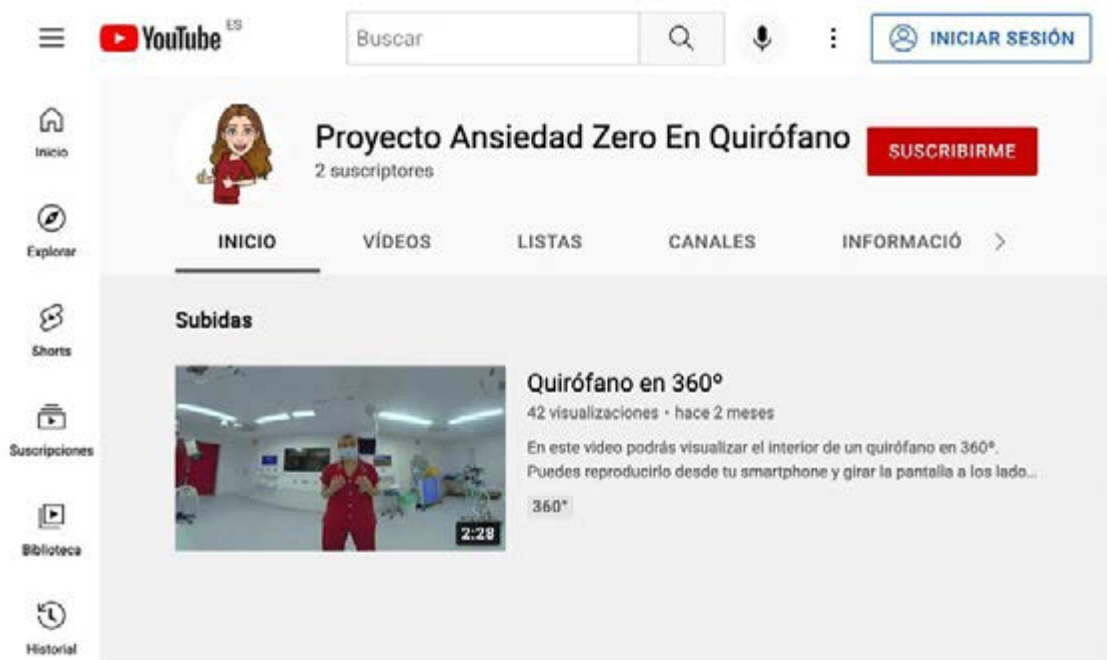 YouTube ES
Buscar
INICIAR SESIÓN
Inicio
Explorar
Shorts
Suscripciones
Biblioteca
Historial
Proyecto Ansiedad Zero En Quirófano
2 suscriptores
SUSCRIBIRME
INICIO VÍDEOS LISTAS CANALES INFORMACIÓ
Subidas
2:28
Quirófano en 360º
42 visualizaciones • hace 2 meses
En este video podrás visualizar el interior de un quirófano en 360º.
Puedes reproducirlo desde tu smartphone y girar la pantalla a los lado...
360°